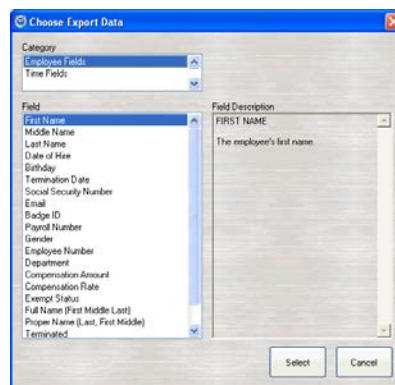 Choose Export Data
Category
Employee Fields
Time Fields
Field
First Name
Middle Name
Last Name
Date of Hire
Birthday
Termination Date
Social Security Number
Email
Badge ID
Payroll Number
Gender
Employee Number
Department
Compensation Amount
Compensation Rate
Exempt Status
Full Name (First Middle Last)
Proper Name (Last, First Middle)
Terminated
Field Description
FIRST NAME
The employee's first name.
Select
Cancel